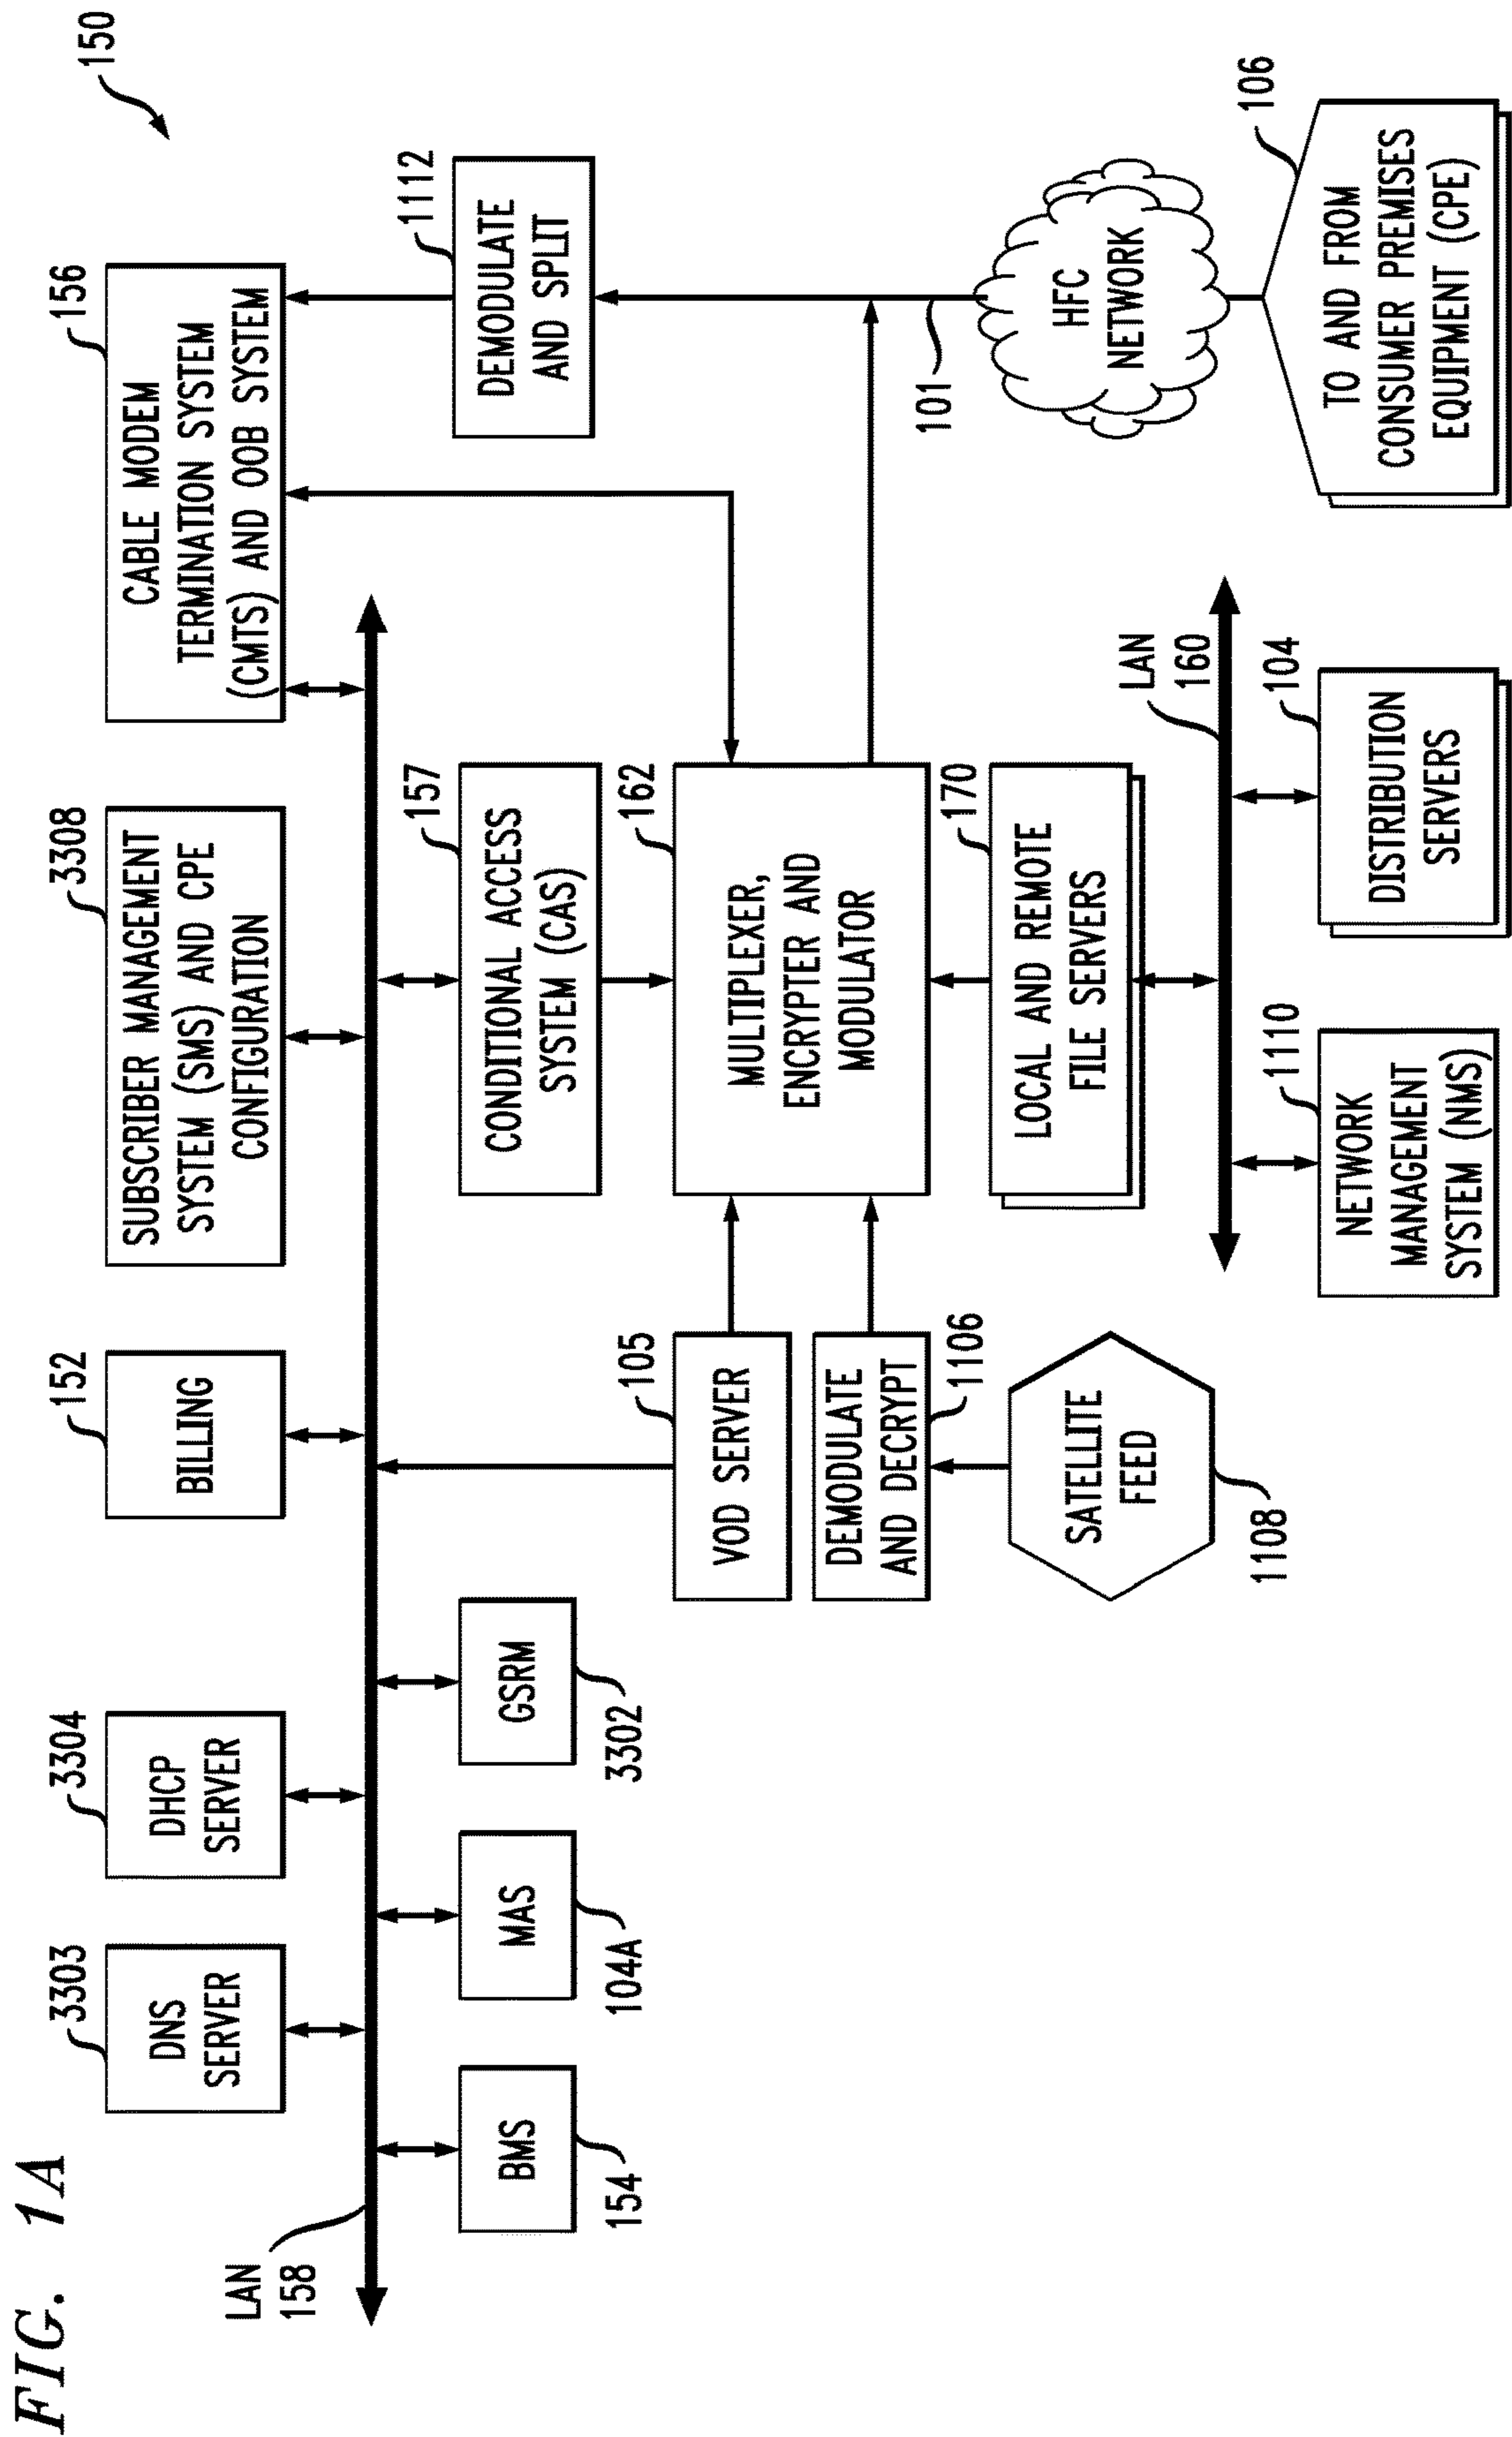 FIG. 1A
150
3303
DNS
SERVER
3304
DHCP
SERVER
152
BILLING
3308
SUBSCRIBER MANAGEMENT
SYSTEM (SMS) AND CPE
CONFIGURATION
156
CABLE MODEM
TERMINATION SYSTEM
(CMTS) AND OOB SYSTEM
LAN
158
BMS
154
MAS
104A
GSRM
3302
157
CONDITIONAL ACCESS
SYSTEM (CAS)
1112
DEMODULATE
AND SPLIT
105
VOD SERVER
162
MULTIPLEXER,
ENCRYPTER AND
MODULATOR
DEMODULATE
AND DECRYPT
1106
101
SATELLITE
FEED
1108
170
LOCAL AND REMOTE
FILE SERVERS
HFC
NETWORK
LAN
160
1110
NETWORK
MANAGEMENT
SYSTEM (NMS)
104
DISTRIBUTION
SERVERS
106
TO AND FROM
CONSUMER PREMISES
EQUIPMENT (CPE)